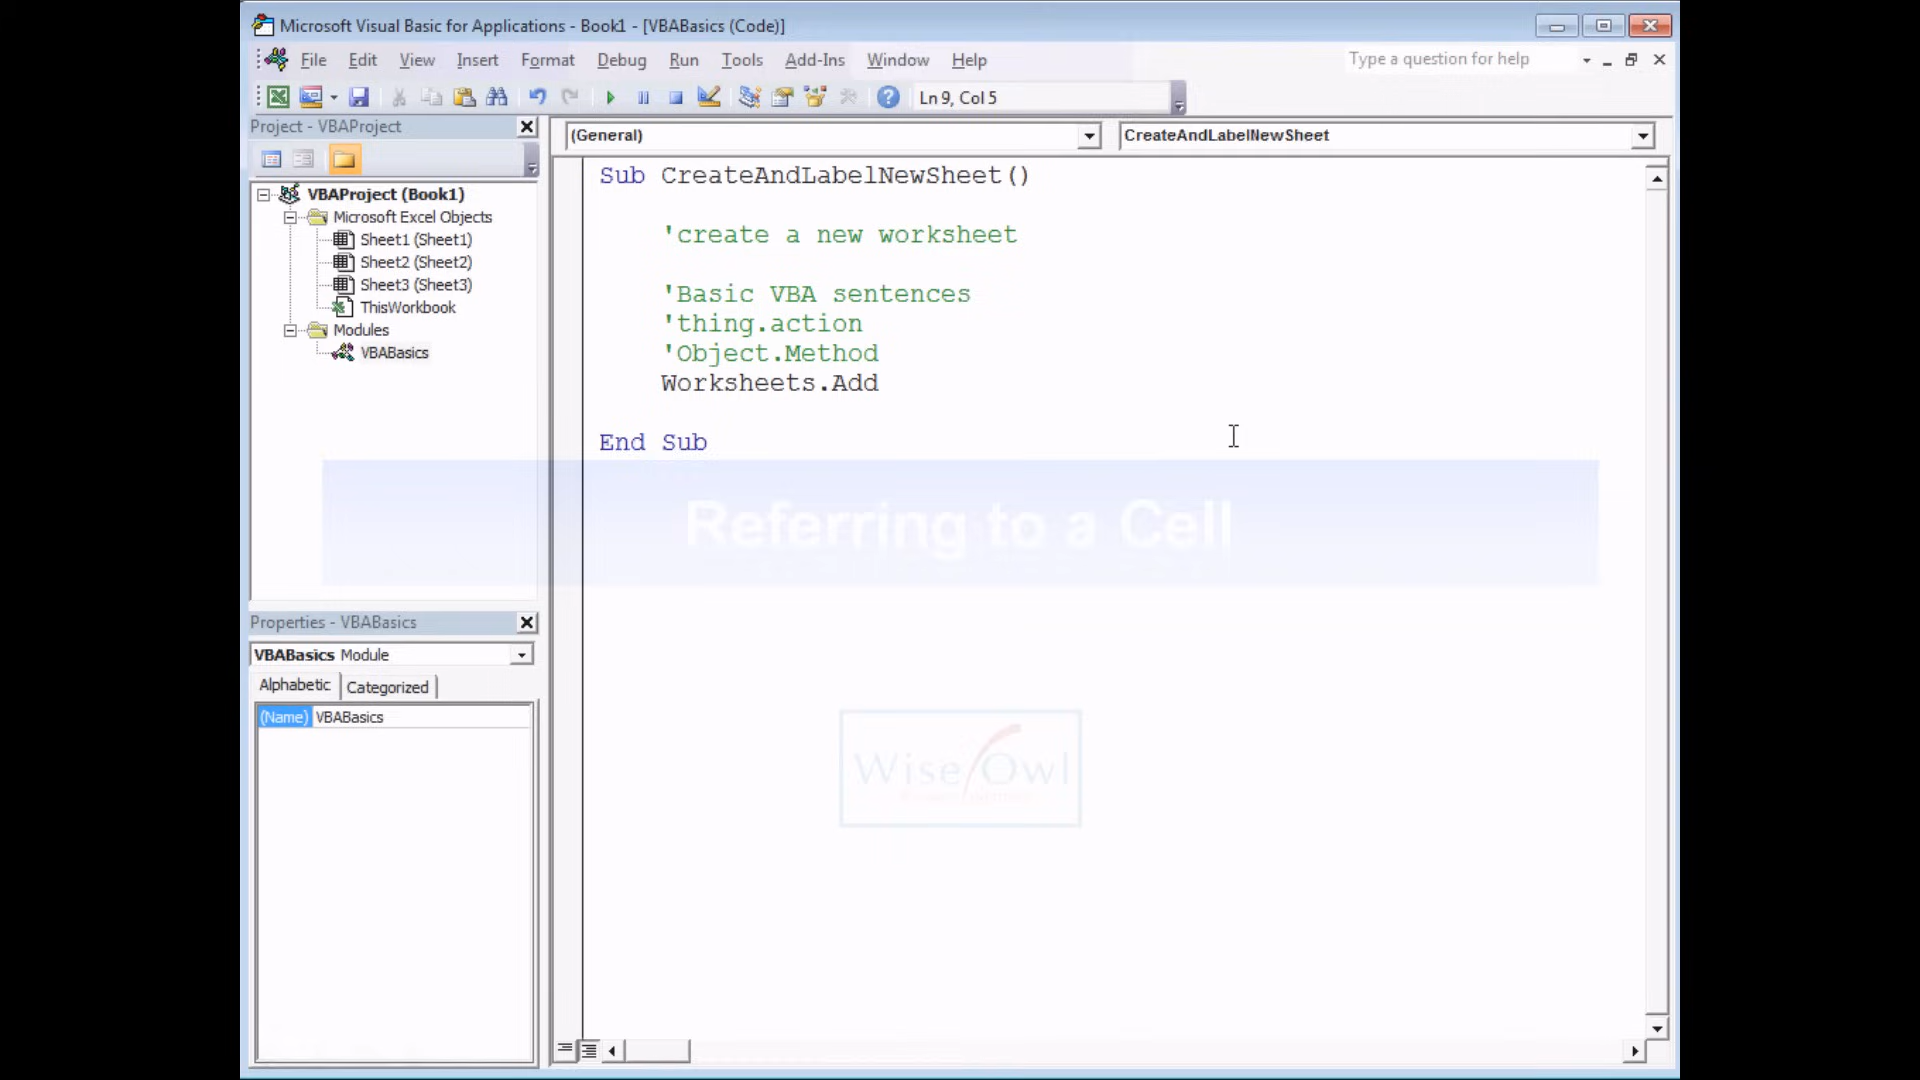 Microsoft Visual Basic for Applications - Book1 - [VBABasics (Code)]
File Edit View Insert Format Debug Run Tools Add-Ins Window Help
Type a question for help
Ln 9, Col 5
Project - VBAProject
(General)
CreateAndLabelNewSheet
VBAProject (Book1)
Microsoft Excel Objects
Sheet1 (Sheet1)
Sheet2 (Sheet2)
Sheet3 (Sheet3)
ThisWorkbook
Modules
VBABasics
Sub CreateAndLabelNewSheet()
'create a new worksheet
'Basic VBA sentences
'thing.action
'Object.Method
Worksheets.Add
End Sub
Referring to a Cell
Properties - VBABasics
VBABasics Module
Alphabetic Categorized
(Name) VBABasics
Wise Owl